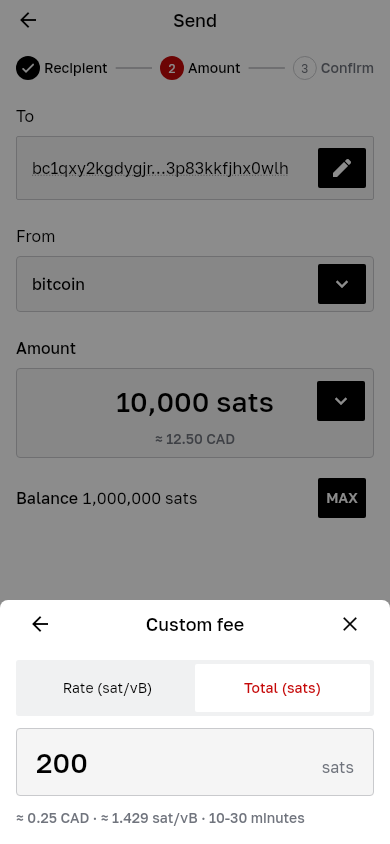 Send
Recipient 2 Amount 3 Confirm
To
bc1qxy2kgdygjr...3p83kkfjhx0wlh
From
bitcoin
Amount
10,000 sats
≈ 12.50 CAD
Balance 1,000,000 sats MAX
Custom fee
Rate (sat/vB) Total (sats)
200 sats
≈ 0.25 CAD · ≈ 1.429 sat/vB · 10-30 minutes